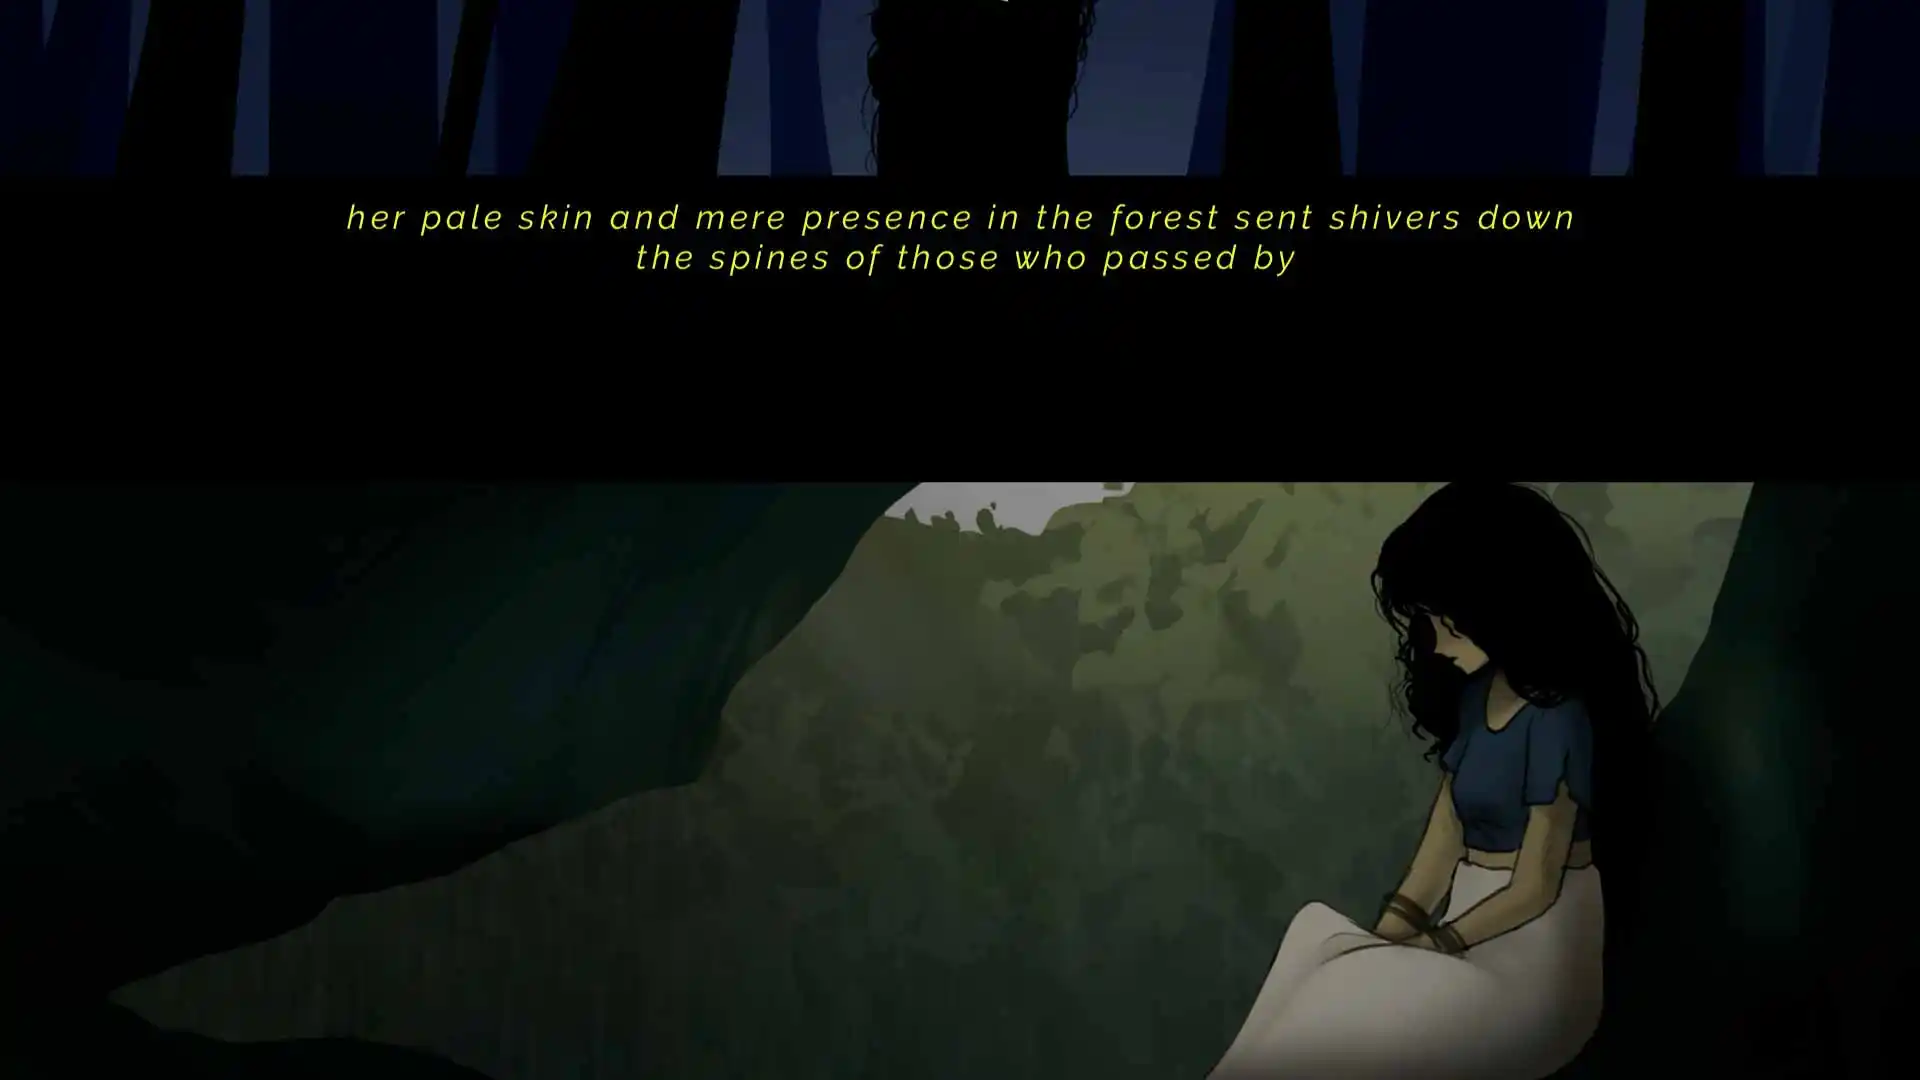 her pale skin and mere presence in the forest sent shivers down
the spines of those who passed by